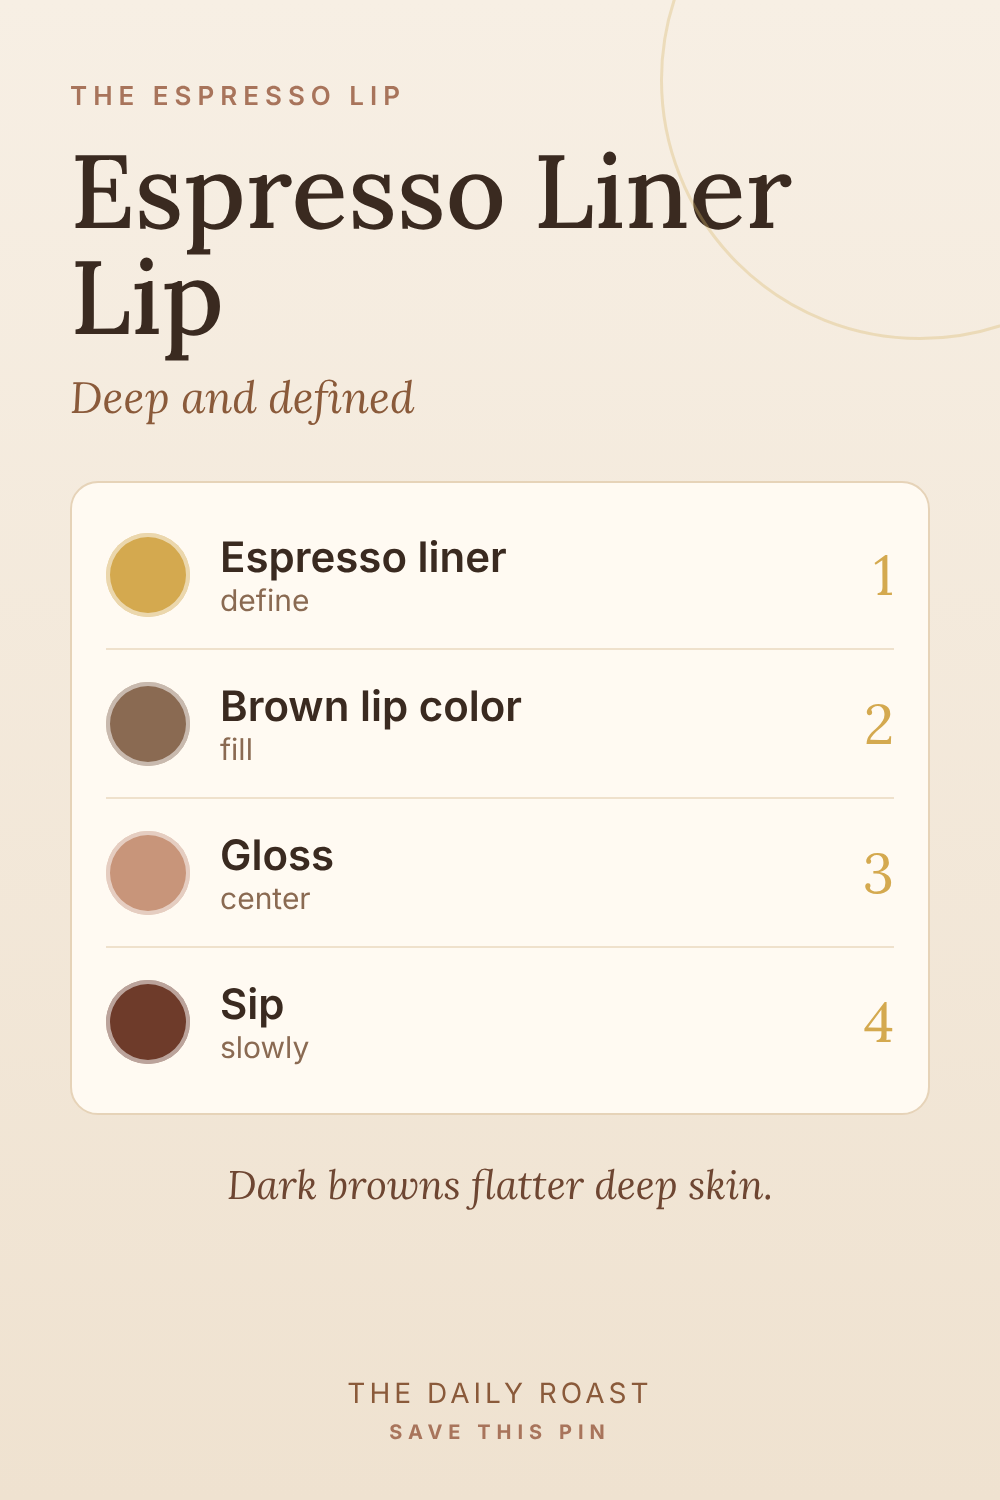 THE ESPRESSO LIP
Espresso Liner
Lip
Deep and defined
Espresso liner
define
1
Brown lip color
fill
2
Gloss
center
3
Sip
slowly
4
Dark browns flatter deep skin.
THE DAILY ROAST
SAVE THIS PIN